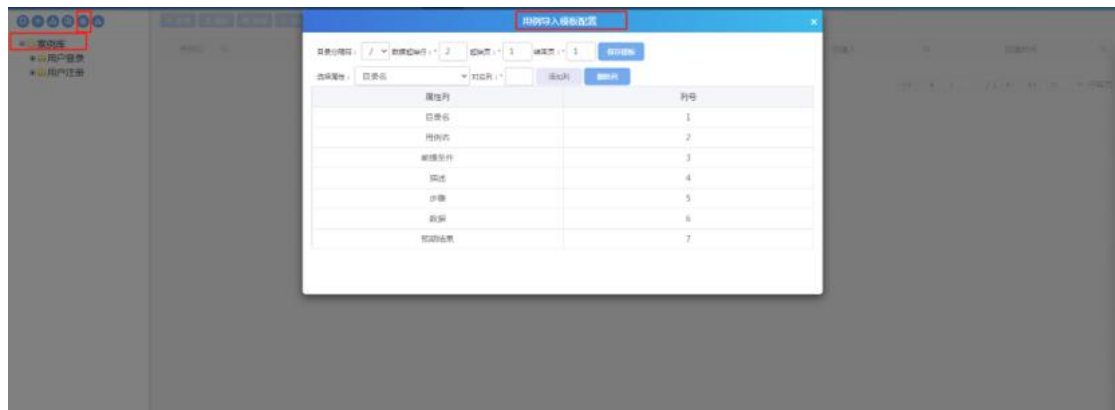 用例导入模板配置
案例库
用户登录
用户注册
目录分隔符： / 数据起始行：* 2 起始页：* 1 结束页：* 1 保存模板
选择属性： 目录名 对应列：* 添加列 删除列
属性列 列号
目录名 1
用例名 2
前提条件 3
描述 4
步骤 5
数据 6
预期结果 7